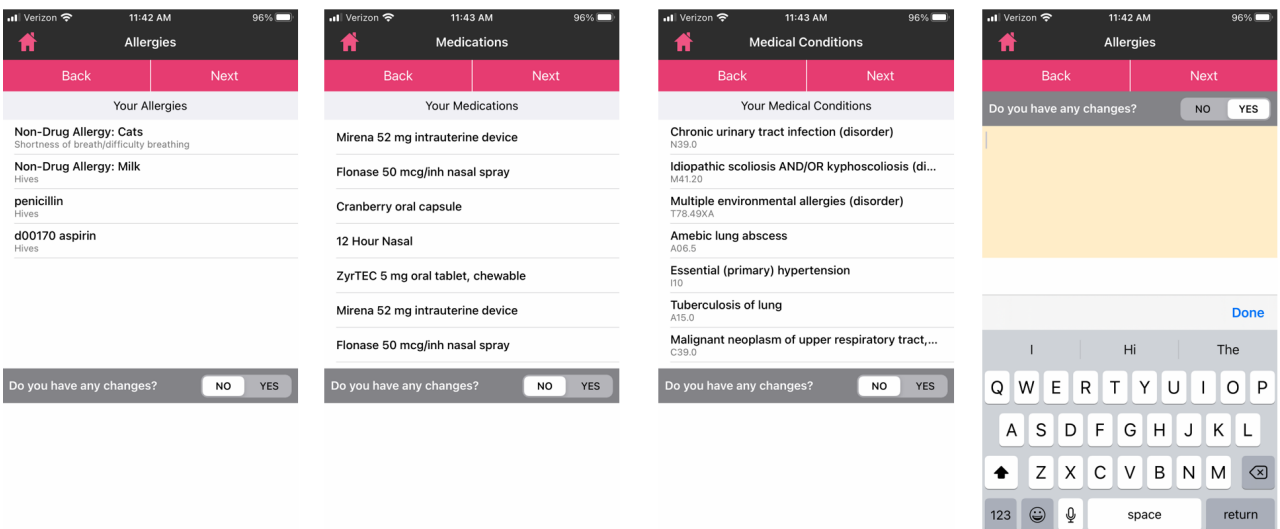 Verizon 11:42 AM 96%
Allergies
Back Next
Your Allergies
Non-Drug Allergy: Cats
Shortness of breath/difficulty breathing
Non-Drug Allergy: Milk
Hives
penicillin
Hives
d00170 aspirin
Hives
Do you have any changes? NO YES
Verizon 11:43 AM 96%
Medications
Back Next
Your Medications
Mirena 52 mg intrauterine device
Flonase 50 mcg/inh nasal spray
Cranberry oral capsule
12 Hour Nasal
ZyrTEC 5 mg oral tablet, chewable
Mirena 52 mg intrauterine device
Flonase 50 mcg/inh nasal spray
Do you have any changes? NO YES
Verizon 11:43 AM 96%
Medical Conditions
Back Next
Your Medical Conditions
Chronic urinary tract infection (disorder)
N39.0
Idiopathic scoliosis AND/OR kyphoscoliosis (di...
M41.20
Multiple environmental allergies (disorder)
T78.49XA
Amebic lung abscess
A06.5
Essential (primary) hypertension
I10
Tuberculosis of lung
A15.0
Malignant neoplasm of upper respiratory tract,...
C39.0
Do you have any changes? NO YES
Verizon 11:42 AM 96%
Allergies
Back Next
Do you have any changes? NO YES
Done
I Hi The
Q W E R T Y U I O P
A S D F G H J K L
Z X C V B N M
123 space return